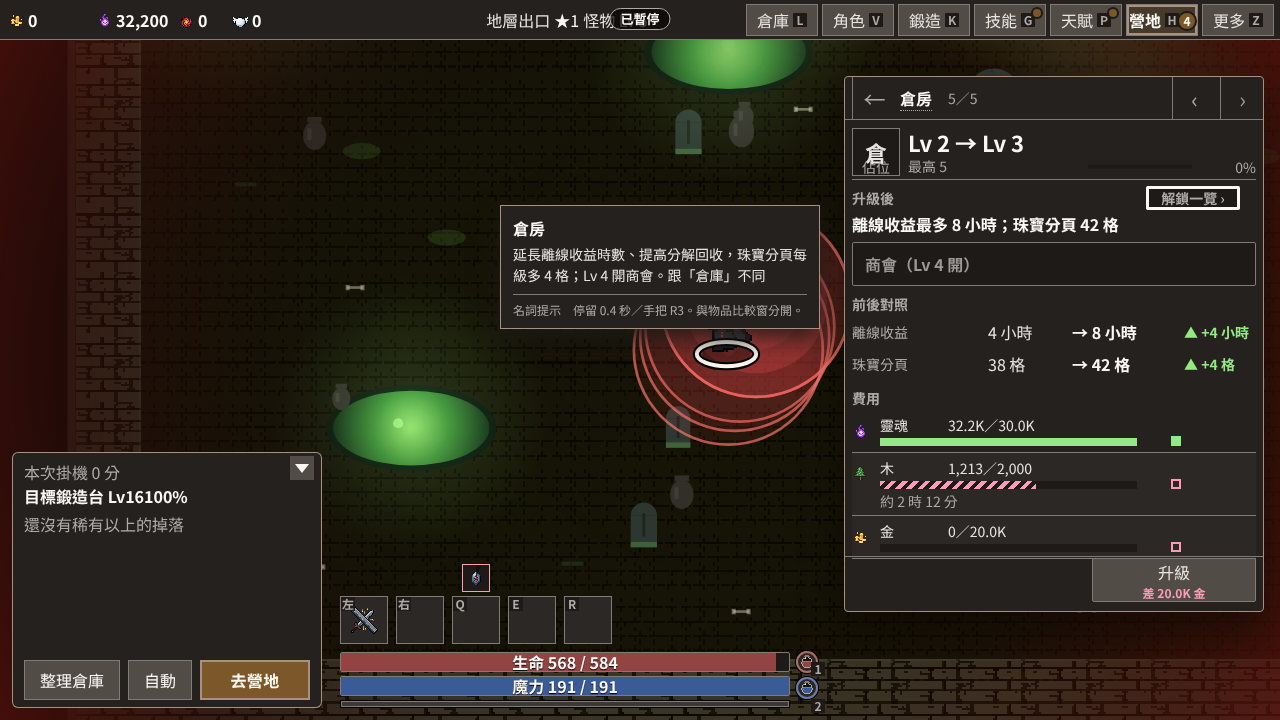 0
32,200
0
0
地層出口 ★1 怪物
已暫停
倉庫 L
角色 V
鍛造 K
技能 G
天賦 P
營地 H 4
更多 Z
← 倉房 5／5 ‹ ›
倉
佔位
Lv 2 → Lv 3
最高 5
0%
升級後
解鎖一覽 ›
離線收益最多 8 小時；珠寶分頁 42 格
商會（Lv 4 開）
前後對照
離線收益 4 小時 → 8 小時 ▲ +4 小時
珠寶分頁 38 格 → 42 格 ▲ +4 格
費用
靈魂 32.2K／30.0K
木 1,213／2,000
約 2 時 12 分
金 0／20.0K
升級
差 20.0K 金
倉房
延長離線收益時數、提高分解回收，珠寶分頁每
級多 4 格；Lv 4 開商會。跟「倉庫」不同
名詞提示 停留 0.4 秒／手把 R3。與物品比較窗分開。
本次掛機 0 分
目標鍛造台 Lv16100%
還沒有稀有以上的掉落
整理倉庫
自動
去營地
左
右
Q
E
R
生命 568 / 584
1
魔力 191 / 191
2